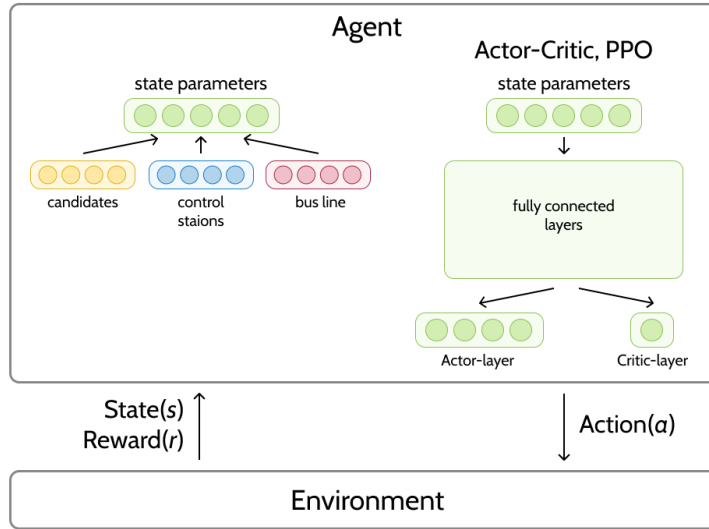 Agent
state parameters
candidates
control
staions
bus line
Actor-Critic, PPO
state parameters
fully connected
layers
Actor-layer
Critic-layer
State(s)
Reward(r)
Action(a)
Environment